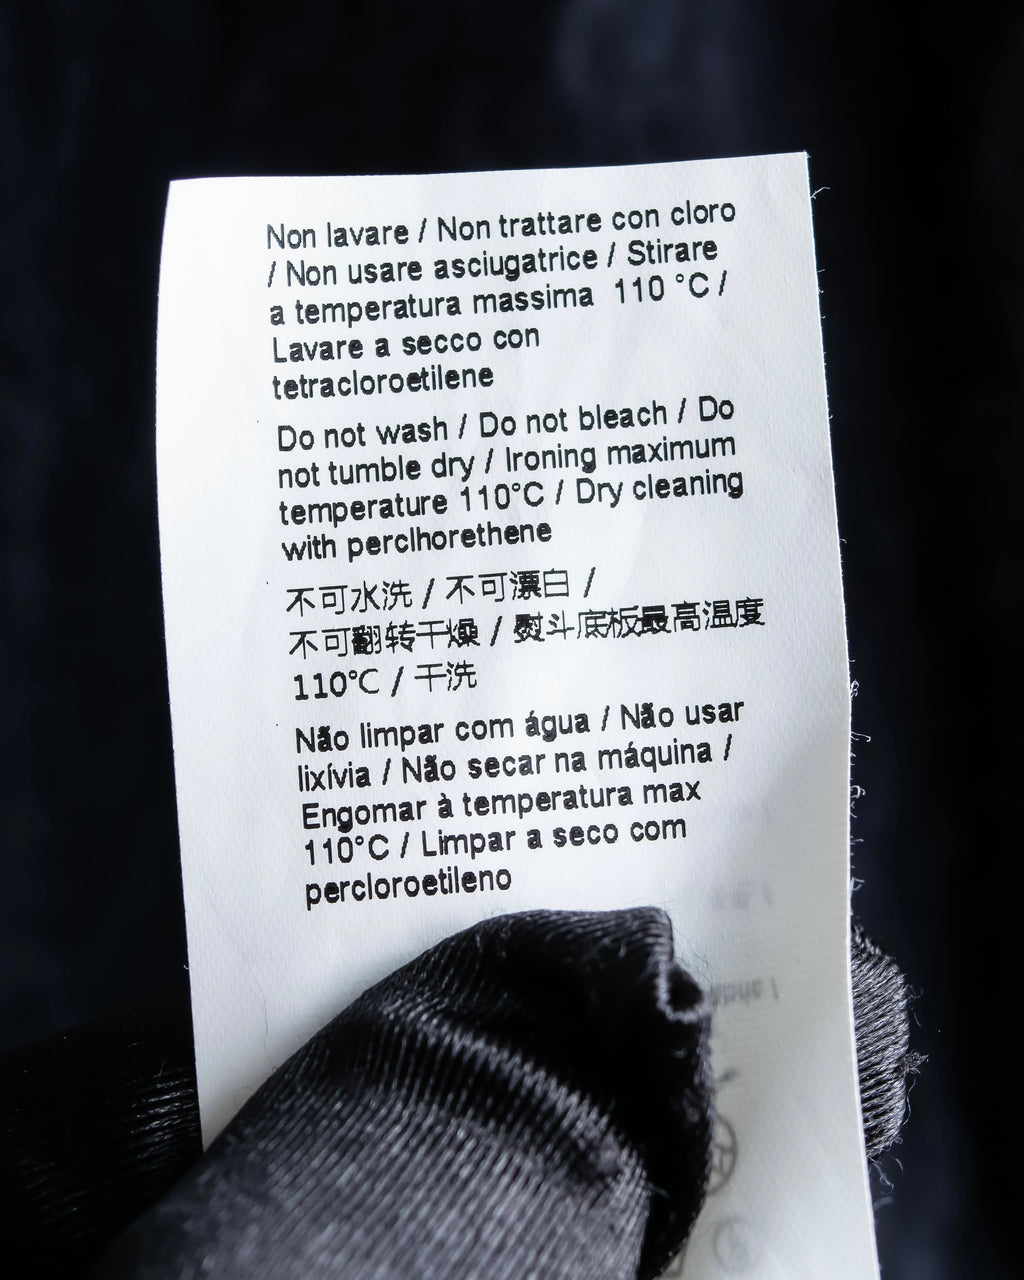 Non lavare / Non trattare con cloro
/ Non usare asciugatrice / Stirare
a temperatura massima 110 °C /
Lavare a secco con
tetracloroetilene
Do not wash / Do not bleach / Do
not tumble dry / Ironing maximum
temperature 110°C / Dry cleaning
with perclhorethene
不可水洗 / 不可漂白 /
不可翻转干燥 / 熨斗底板最高温度
110℃ / 干洗
Não limpar com água / Não usar
lixívia / Não secar na máquina /
Engomar à temperatura max
110°C / Limpar a seco com
percloroetileno